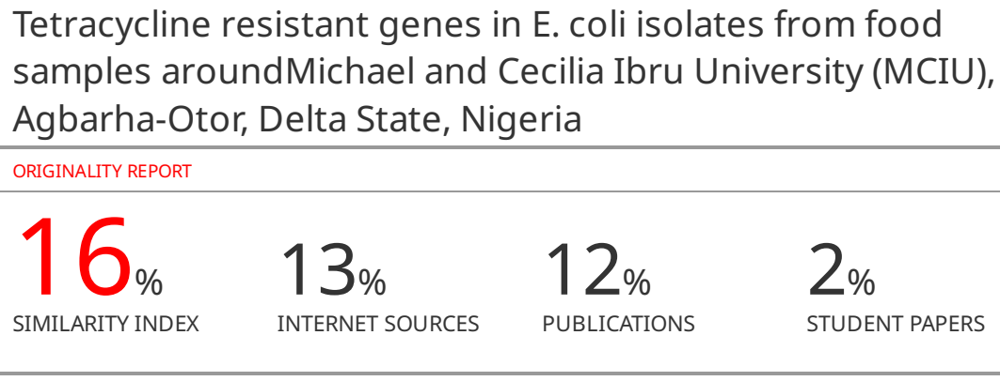 Tetracycline resistant genes in E. coli isolates from food
samples aroundMichael and Cecilia Ibru University (MCIU),
Agbarha-Otor, Delta State, Nigeria
ORIGINALITY REPORT
16% 13% 12% 2%
SIMILARITY INDEX INTERNET SOURCES PUBLICATIONS STUDENT PAPERS